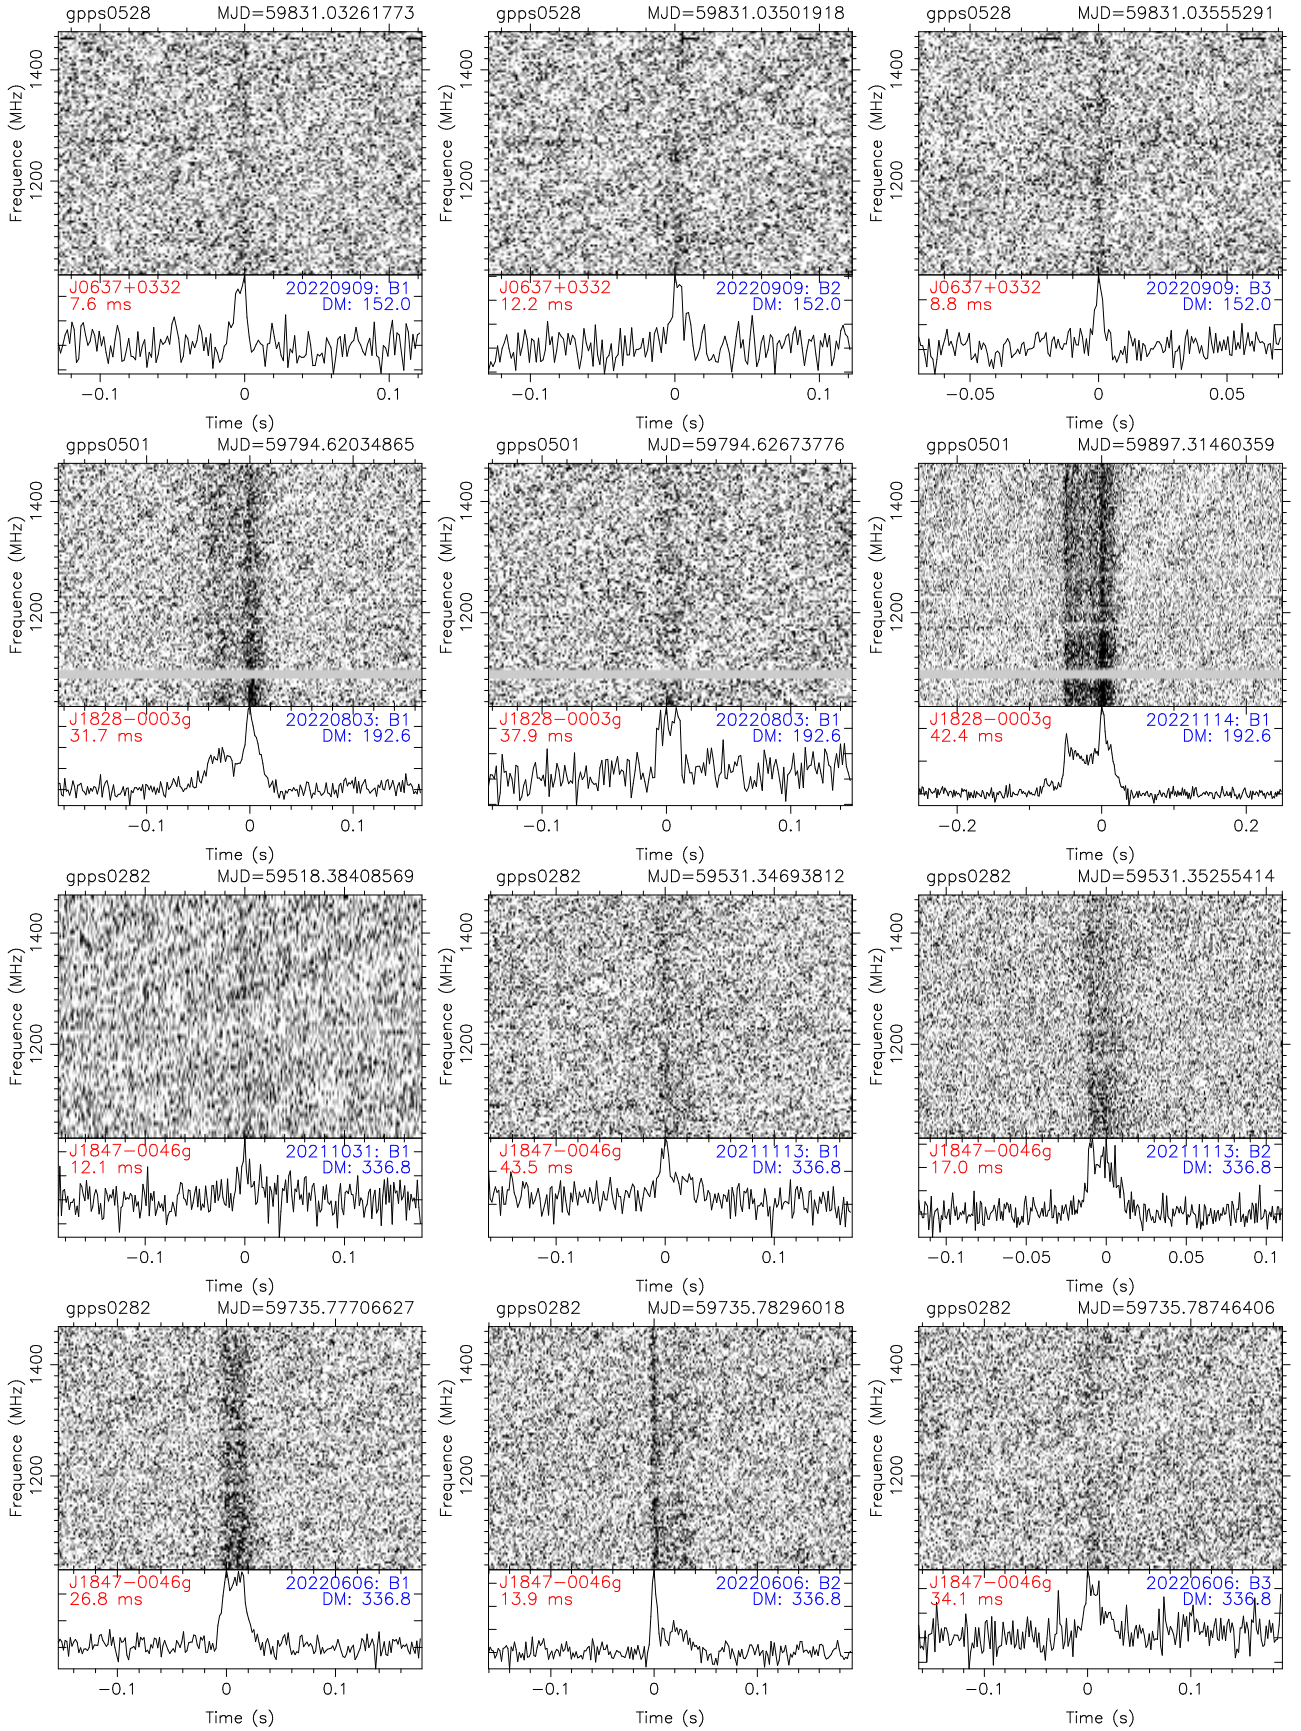 gpps0528 MJD=59831.03261773
gpps0528 MJD=59831.03501918
gpps0528 MJD=59831.03555291
Frequence (MHz)
1400
1200
Frequence (MHz)
1400
1200
Frequence (MHz)
1400
1200
J0637+0332 20220909: B1
7.6 ms DM: 152.0
J0637+0332 20220909: B2
12.2 ms DM: 152.0
J0637+0332 20220909: B3
8.8 ms DM: 152.0
−0.1 0 0.1
−0.1 0 0.1
−0.05 0 0.05
Time (s)
Time (s)
Time (s)
gpps0501 MJD=59794.62034865
gpps0501 MJD=59794.62673776
gpps0501 MJD=59897.31460359
Frequence (MHz)
1400
1200
Frequence (MHz)
1400
1200
Frequence (MHz)
1400
1200
J1828−0003g 20220803: B1
31.7 ms DM: 192.6
J1828−0003g 20220803: B1
37.9 ms DM: 192.6
J1828−0003g 20221114: B1
42.4 ms DM: 192.6
−0.1 0 0.1
−0.1 0 0.1
−0.2 0 0.2
Time (s)
Time (s)
Time (s)
gpps0282 MJD=59518.38408569
gpps0282 MJD=59531.34693812
gpps0282 MJD=59531.35255414
Frequence (MHz)
1400
1200
Frequence (MHz)
1400
1200
Frequence (MHz)
1400
1200
J1847−0046g 20211031: B1
12.1 ms DM: 336.8
J1847−0046g 20211113: B1
43.5 ms DM: 336.8
J1847−0046g 20211113: B2
17.0 ms DM: 336.8
−0.1 0 0.1
−0.1 0 0.1
−0.1 −0.05 0 0.05 0.1
Time (s)
Time (s)
Time (s)
gpps0282 MJD=59735.77706627
gpps0282 MJD=59735.78296018
gpps0282 MJD=59735.78746406
Frequence (MHz)
1400
1200
Frequence (MHz)
1400
1200
Frequence (MHz)
1400
1200
J1847−0046g 20220606: B1
26.8 ms DM: 336.8
J1847−0046g 20220606: B2
13.9 ms DM: 336.8
J1847−0046g 20220606: B3
34.1 ms DM: 336.8
−0.1 0 0.1
−0.1 0 0.1
−0.1 0 0.1
Time (s)
Time (s)
Time (s)